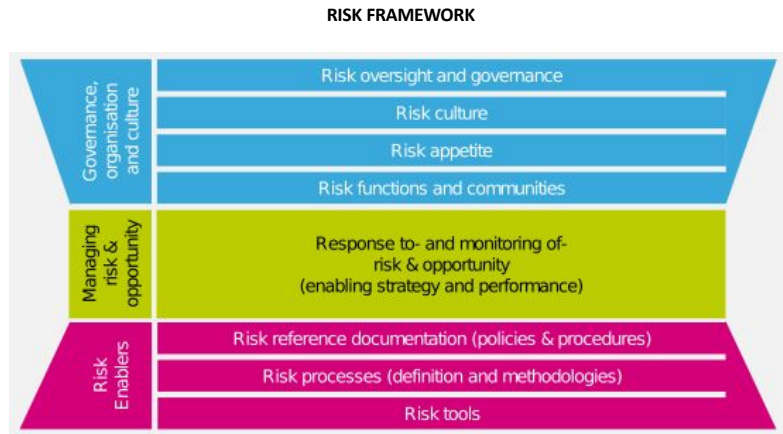 RISK FRAMEWORK
Governance,
organisation
and culture
Risk oversight and governance
Risk culture
Risk appetite
Risk functions and communities
Managing
risk &
opportunity
Response to- and monitoring of-
risk & opportunity
(enabling strategy and performance)
Risk
Enablers
Risk reference documentation (policies & procedures)
Risk processes (definition and methodologies)
Risk tools